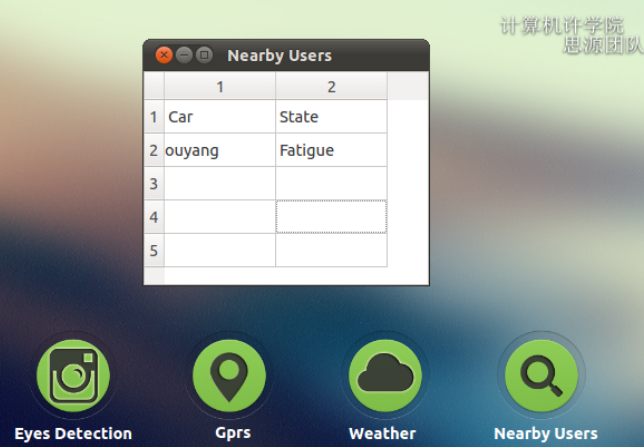 计算机许学院
思源团队
Nearby Users
1 2
1 Car State
2 ouyang Fatigue
3
4
5
Eyes Detection Gprs Weather Nearby Users